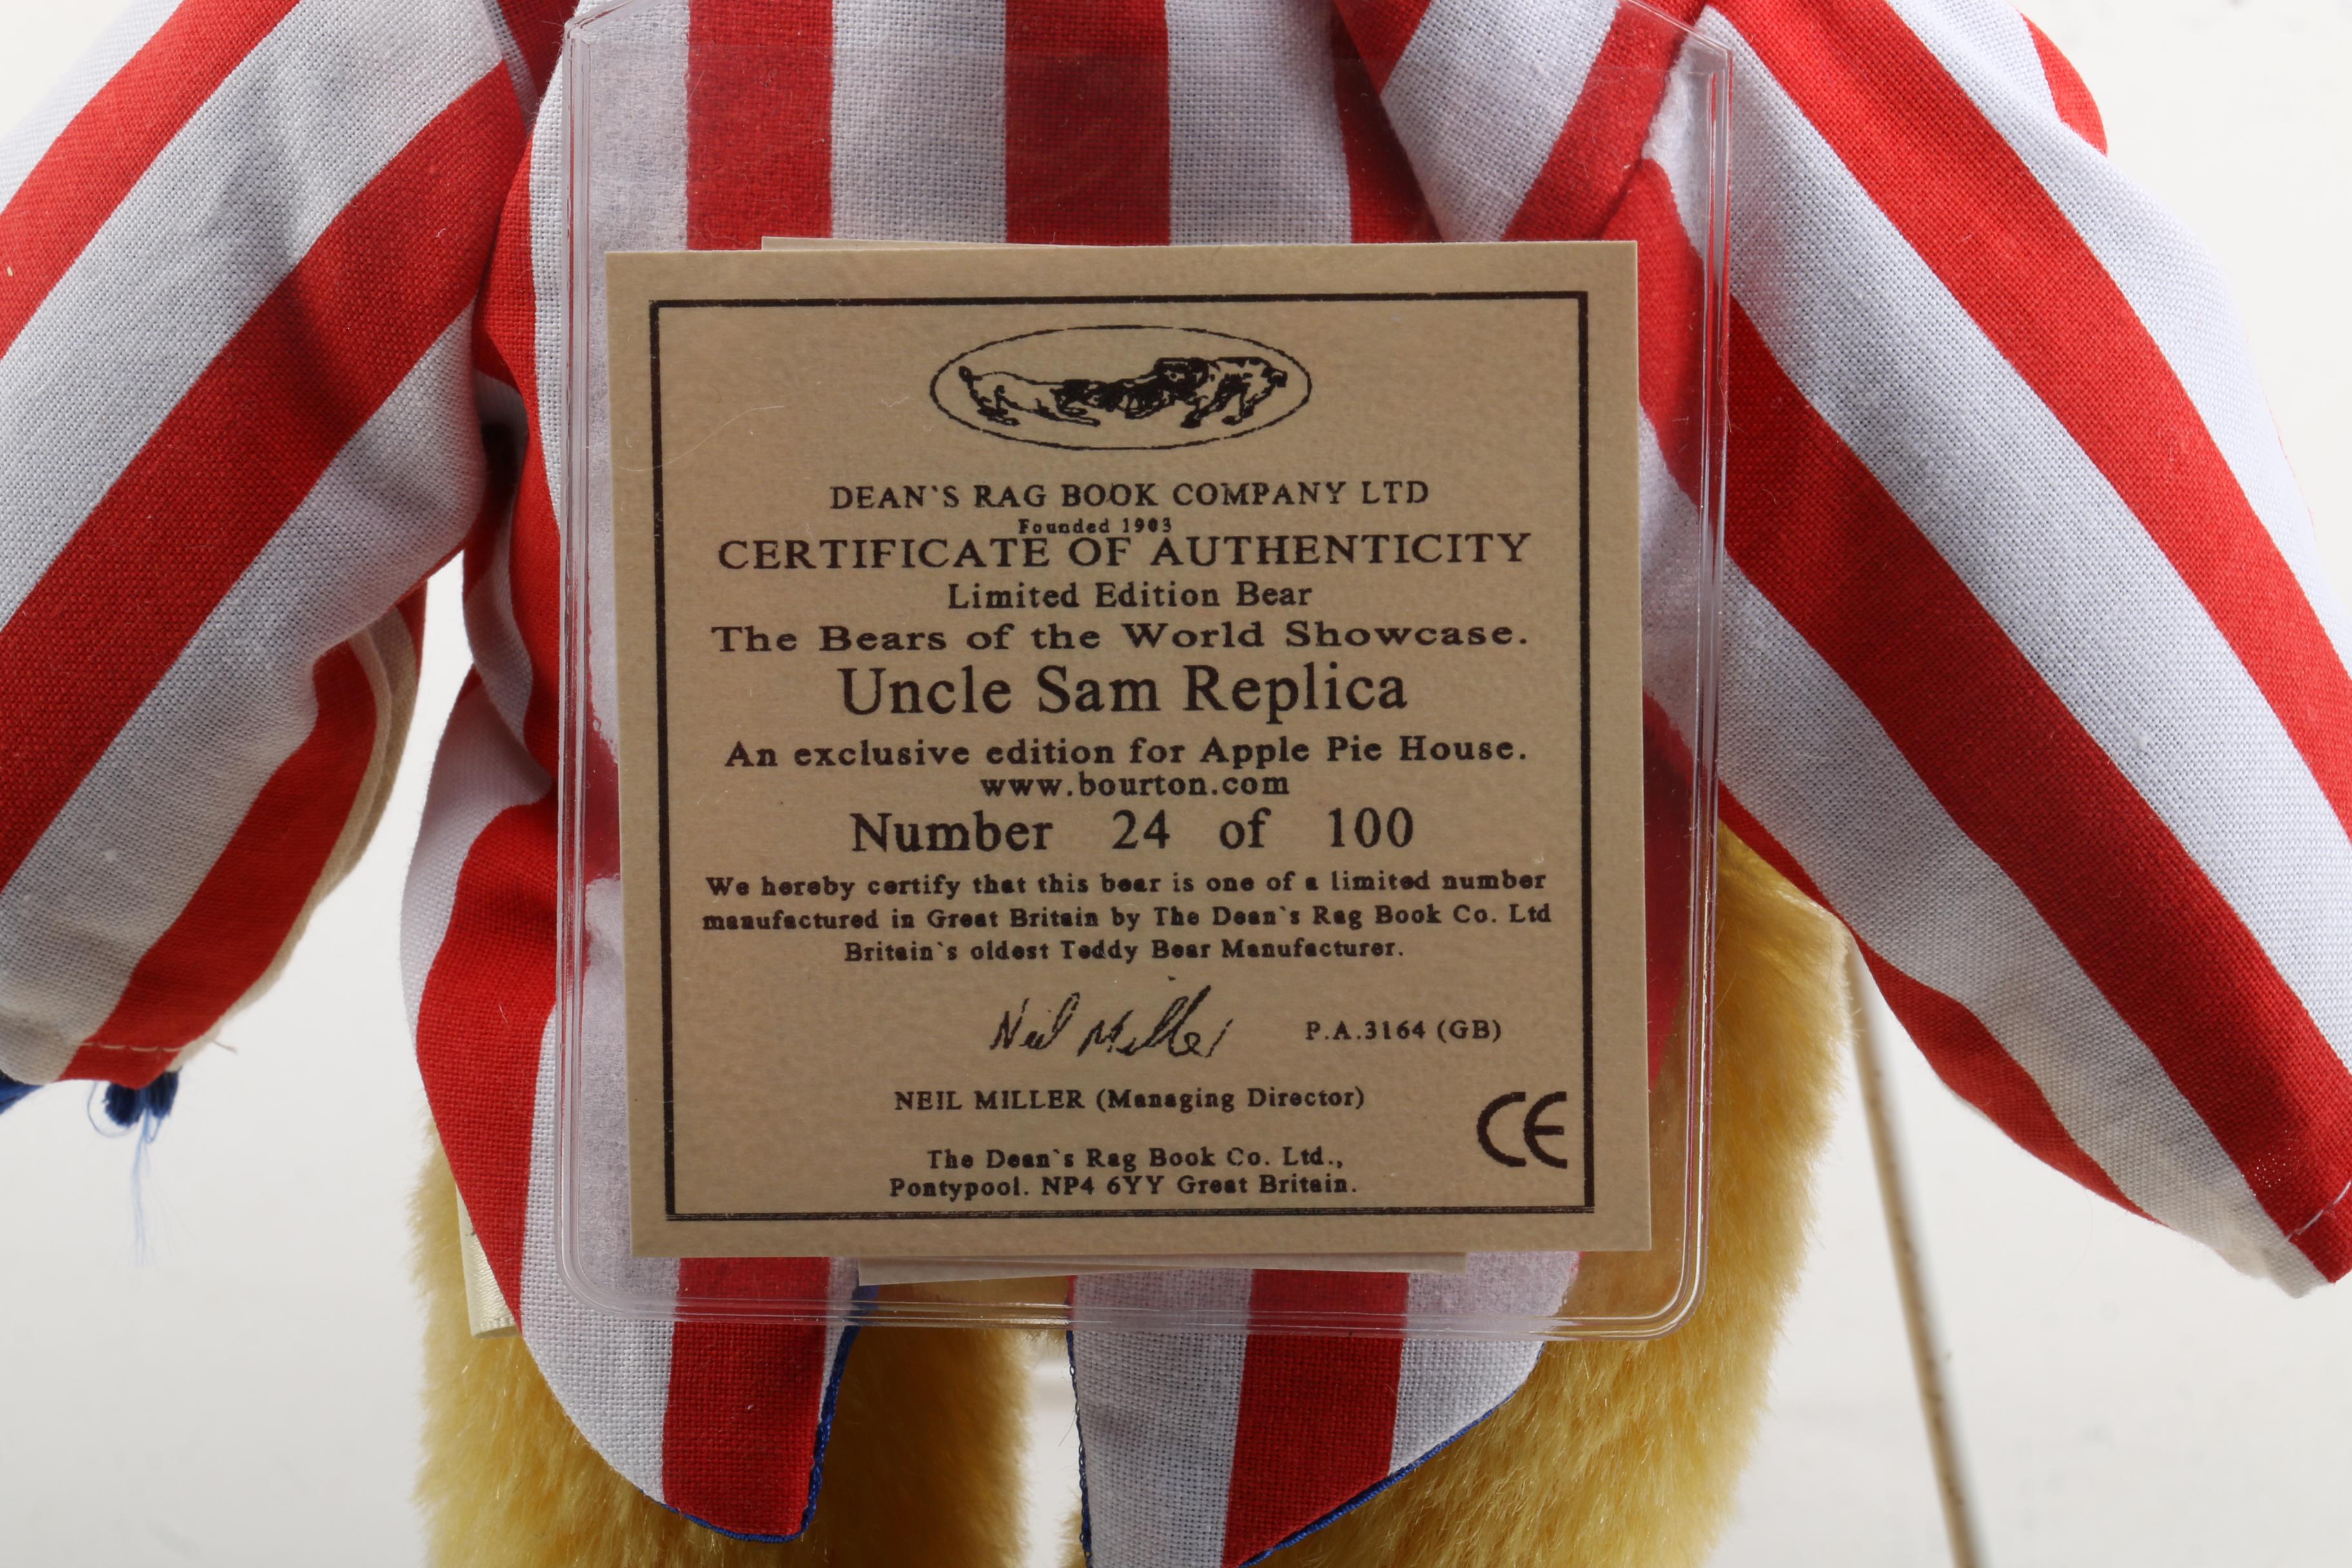 DEAN`S RAG BOOK COMPANY LTD
Founded 1903
CERTIFICATE OF AUTHENTICITY
Limited Edition Bear
The Bears of the World Showcase.
Uncle Sam Replica
An exclusive edition for Apple Pie House.
www.bourton.com
Number 24 of 100
We hereby certify that this bear is one of a limited number
manufactured in Great Britain by The Dean`s Rag Book Co. Ltd
Britain`s oldest Teddy Bear Manufacturer.
Neil Miller P.A.3164 (GB)
NEIL MILLER (Managing Director)
CE
The Dean`s Rag Book Co. Ltd.,
Pontypool. NP4 6YY Great Britain.